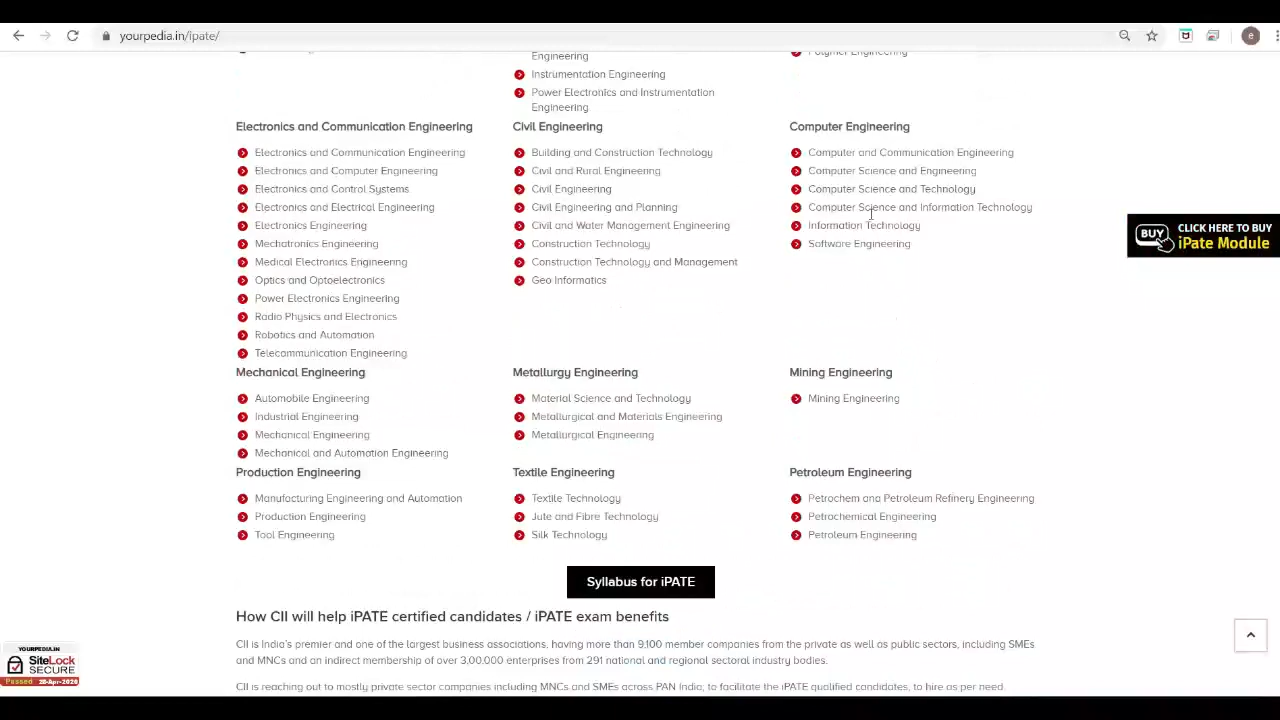 yourpedia.in/ipate/
e
Engineering
Instrumentation Engineering
Power Electronics and Instrumentation
Engineering
Polymer Engineering
Electronics and Communication Engineering
Electronics and Communication Engineering
Electronics and Computer Engineering
Electronics and Control Systems
Electronics and Electrical Engineering
Electronics Engineering
Mechatronics Engineering
Medical Electronics Engineering
Optics and Optoelectronics
Power Electronics Engineering
Radio Physics and Electronics
Robotics and Automation
Telecommunication Engineering
Civil Engineering
Building and Construction Technology
Civil and Rural Engineering
Civil Engineering
Civil Engineering and Planning
Civil and Water Management Engineering
Construction Technology
Construction Technology and Management
Geo Informatics
Computer Engineering
Computer and Communication Engineering
Computer Science and Engineering
Computer Science and Technology
Computer Science and Information Technology
Information Technology
Software Engineering
BUY
CLICK HERE TO BUY
iPate Module
Mechanical Engineering
Automobile Engineering
Industrial Engineering
Mechanical Engineering
Mechanical and Automation Engineering
Metallurgy Engineering
Material Science and Technology
Metallurgical and Materials Engineering
Metallurgical Engineering
Mining Engineering
Mining Engineering
Production Engineering
Manufacturing Engineering and Automation
Production Engineering
Tool Engineering
Textile Engineering
Textile Technology
Jute and Fibre Technology
Silk Technology
Petroleum Engineering
Petrochem and Petroleum Refinery Engineering
Petrochemical Engineering
Petroleum Engineering
Syllabus for iPATE
How CII will help iPATE certified candidates / iPATE exam benefits
CII is India's premier and one of the largest business associations, having more than 9,100 member companies from the private as well as public sectors, including SMEs
and MNCs and an indirect membership of over 3,00,000 enterprises from 291 national and regional sectoral industry bodies.
CII is reaching out to mostly private sector companies including MNCs and SMEs across PAN India; to facilitate the iPATE qualified candidates, to hire as per need
YOURPEDIA.IN
SiteLock
SECURE
Passed 25-Apr-2020